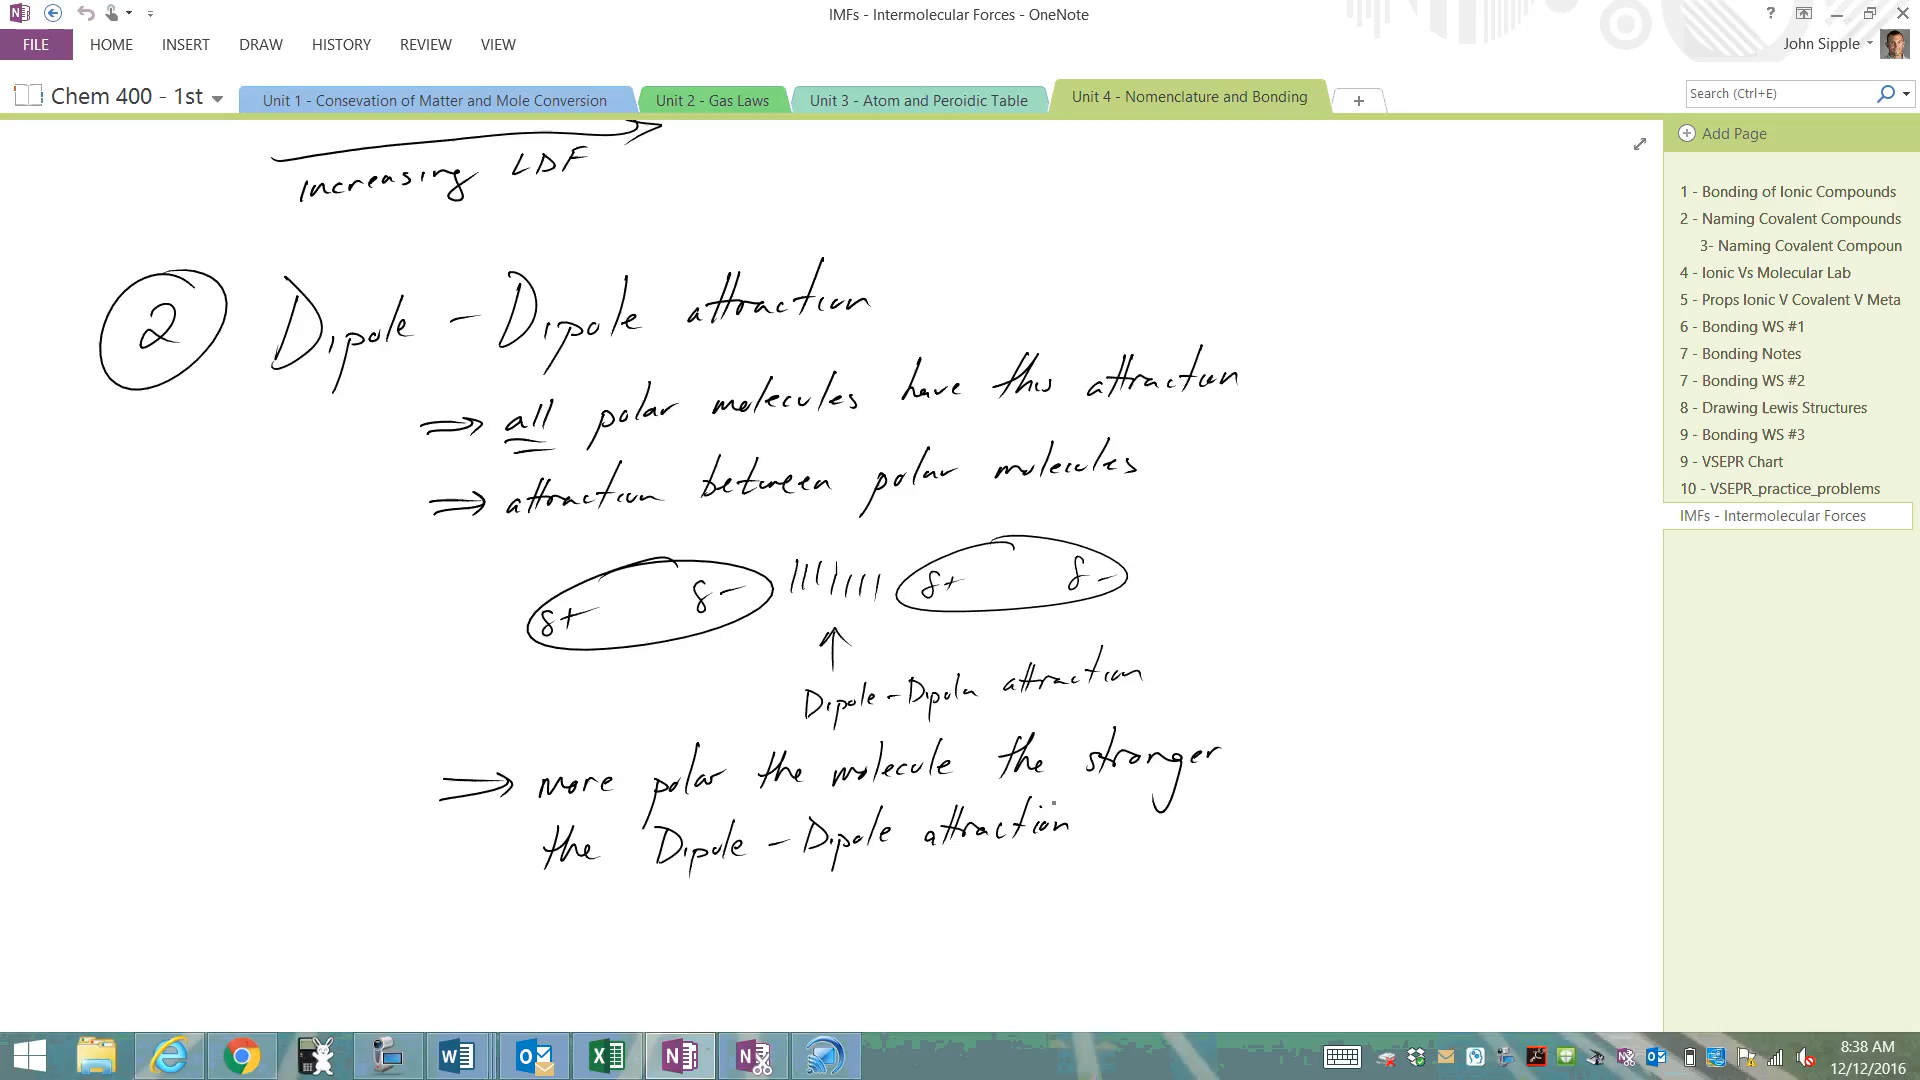 IMFs - Intermolecular Forces - OneNote
?
FILE HOME INSERT DRAW HISTORY REVIEW VIEW
John Sipple
Chem 400 - 1st
Unit 1 - Consevation of Matter and Mole Conversion
Unit 2 - Gas Laws
Unit 3 - Atom and Peroidic Table
Unit 4 - Nomenclature and Bonding
+
Search (Ctrl+E)
Increasing LDF
2 Dipole - Dipole attraction
⇒ all polar molecules have this attraction
⇒ attraction between polar molecules
δ+ δ- δ+ δ-
Dipole - Dipole attraction
⇒ more polar the molecule the stronger
the Dipole - Dipole attraction
Add Page
1 - Bonding of Ionic Compounds
2 - Naming Covalent Compounds
3- Naming Covalent Compoun
4 - Ionic Vs Molecular Lab
5 - Props Ionic V Covalent V Meta
6 - Bonding WS #1
7 - Bonding Notes
7 - Bonding WS #2
8 - Drawing Lewis Structures
9 - Bonding WS #3
9 - VSEPR Chart
10 - VSEPR_practice_problems
IMFs - Intermolecular Forces
8:38 AM
12/12/2016